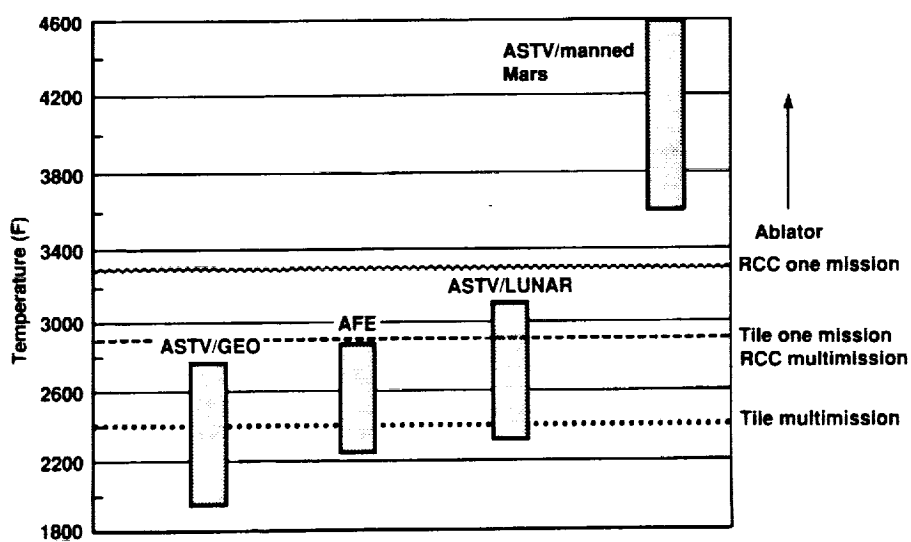 4600
4200
3800
3400
3000
2600
2200
1800
Temperature (F)
ASTV/manned
Mars
Ablator
RCC one mission
ASTV/LUNAR
AFE
ASTV/GEO
Tile one mission
RCC multimission
Tile multimission